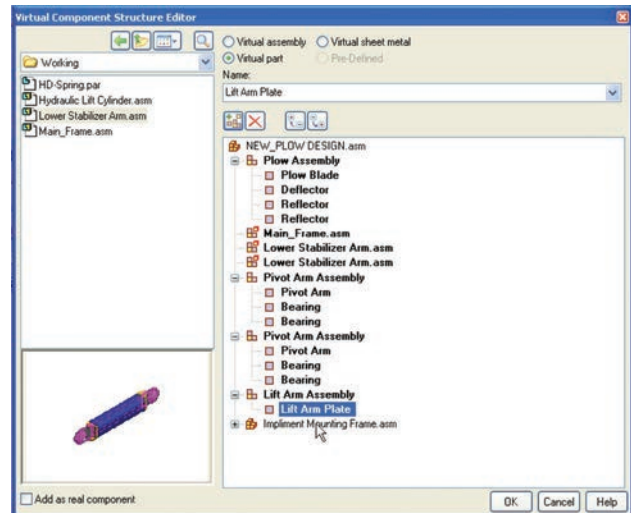 Virtual Component Structure Editor
Working
HD-Spring.par
Hydraulic Lift Cylinder.asm
Lower Stabilizer Arm.asm
Main_Frame.asm
Add as real component
Virtual assembly Virtual sheet metal
Virtual part Pre-Defined
Name:
Lift Arm Plate
NEW_PLOW DESIGN.asm
Plow Assembly
Plow Blade
Deflector
Reflector
Reflector
Main_Frame.asm
Lower Stabilizer Arm.asm
Lower Stabilizer Arm.asm
Pivot Arm Assembly
Pivot Arm
Bearing
Bearing
Pivot Arm Assembly
Pivot Arm
Bearing
Bearing
Lift Arm Assembly
Lift Arm Plate
Impliment Mounting Frame.asm
OK Cancel Help